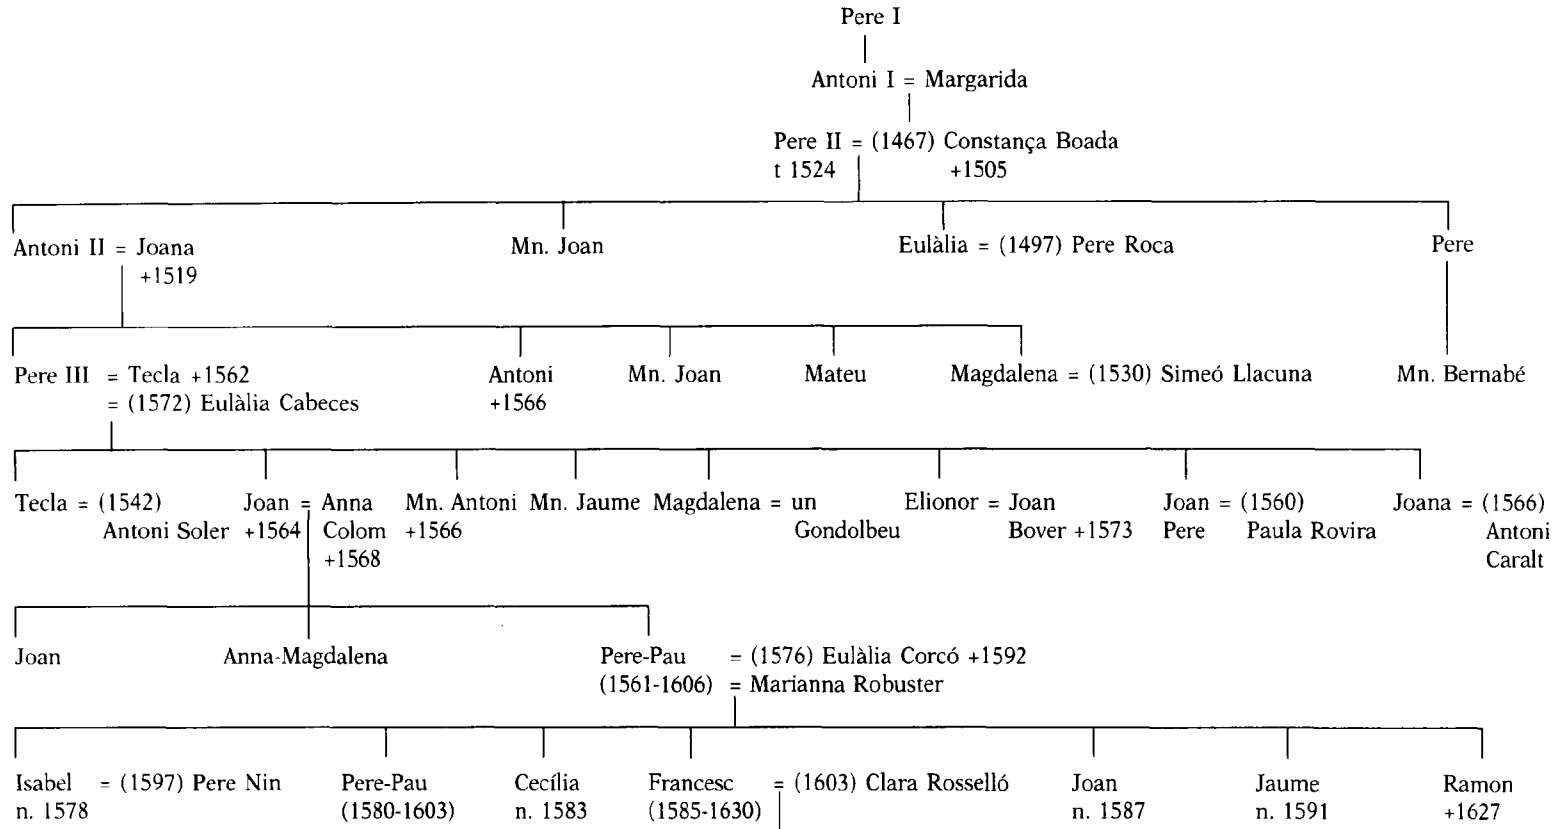 Pere I
Antoni I = Margarida
Pere II = (1467) Constança Boada
t 1524 +1505
Antoni II = Joana Mn. Joan Eulàlia = (1497) Pere Roca Pere
+1519
Pere III = Tecla +1562 Antoni Mn. Joan Mateu Magdalena = (1530) Simeó Llacuna Mn. Bernabé
= (1572) Eulàlia Cabeces +1566
Tecla = (1542) Joan = Anna Mn. Antoni Mn. Jaume Magdalena = un Elionor = Joan Joan = (1560) Joana = (1566)
Antoni Soler +1564 Colom +1566 Gondolbeu Bover +1573 Pere Paula Rovira Antoni
+1568 Caralt
Joan Anna-Magdalena Pere-Pau = (1576) Eulàlia Corcó +1592
(1561-1606) = Marianna Robuster
Isabel = (1597) Pere Nin Pere-Pau Cecília Francesc = (1603) Clara Rosselló Joan Jaume Ramon
n. 1578 (1580-1603) n. 1583 (1585-1630) n. 1587 n. 1591 +1627